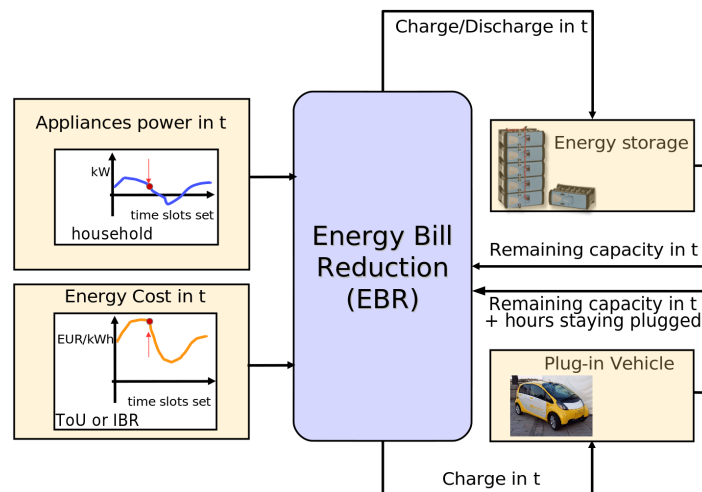 Charge/Discharge in t
Appliances power in t
kW
time slots set
household
Energy storage
Energy Bill
Reduction
(EBR)
Remaining capacity in t
Remaining capacity in t
+ hours staying plugged
Energy Cost in t
EUR/kWh
time slots set
ToU or IBR
Plug-in Vehicle
Charge in t